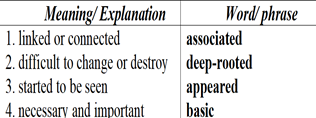 Meaning/ Explanation Word/ phrase
1. linked or connected associated
2. difficult to change or destroy deep-rooted
3. started to be seen appeared
4. necessary and important basic